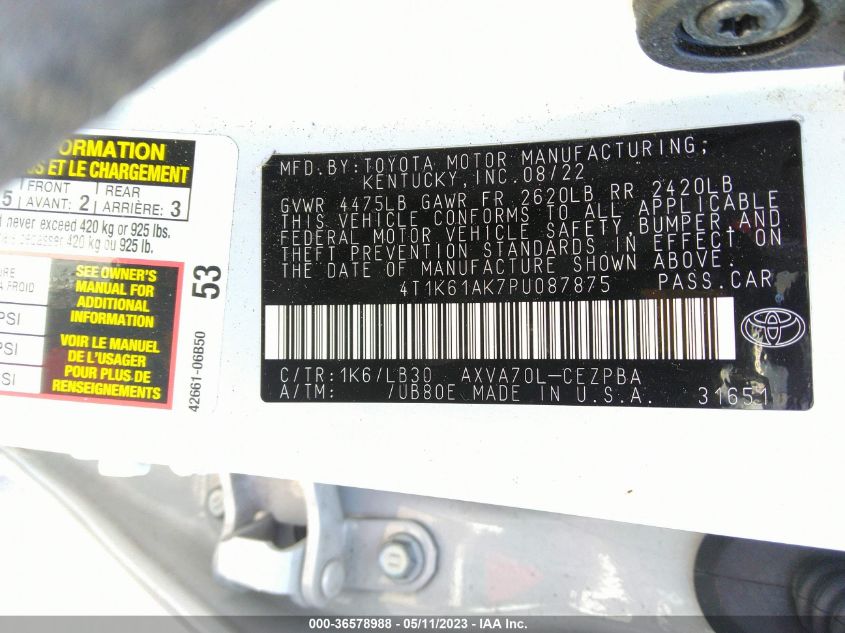 ORMATION
S ET LE CHARGEMENT
5 FRONT AVANT: 2 REAR ARRIÈRE: 3
d never exceed 420 kg or 925 lbs.
420 kg ou 925 lb.
SEE OWNER'S
MANUAL FOR
ADDITIONAL
INFORMATION
VOIR LE MANUEL
DE L'USAGER
POUR PLUS DE
RENSEIGNEMENTS
URE
A FROID
PSI
PSI
PSI
53
42661-06B50
MFD.BY:TOYOTA MOTOR MANUFACTURING,
KENTUCKY,INC.08/22
GVWR 4475LB GAWR FR 2620LB RR 2420LB
THIS VEHICLE CONFORMS TO ALL APPLICABLE
FEDERAL MOTOR VEHICLE SAFETY,BUMPER,AND
THEFT PREVENTION STANDARDS IN EFFECT ON
THE DATE OF MANUFACTURE SHOWN ABOVE.
4T1K61AK7PU087875 PASS.CAR
C/TR:1K6/LB30 AXVA70L-CEZPBA
A/TM: /UB80E MADE IN U.S.A. 31651
000-36578988 - 05/11/2023 - IAA Inc.